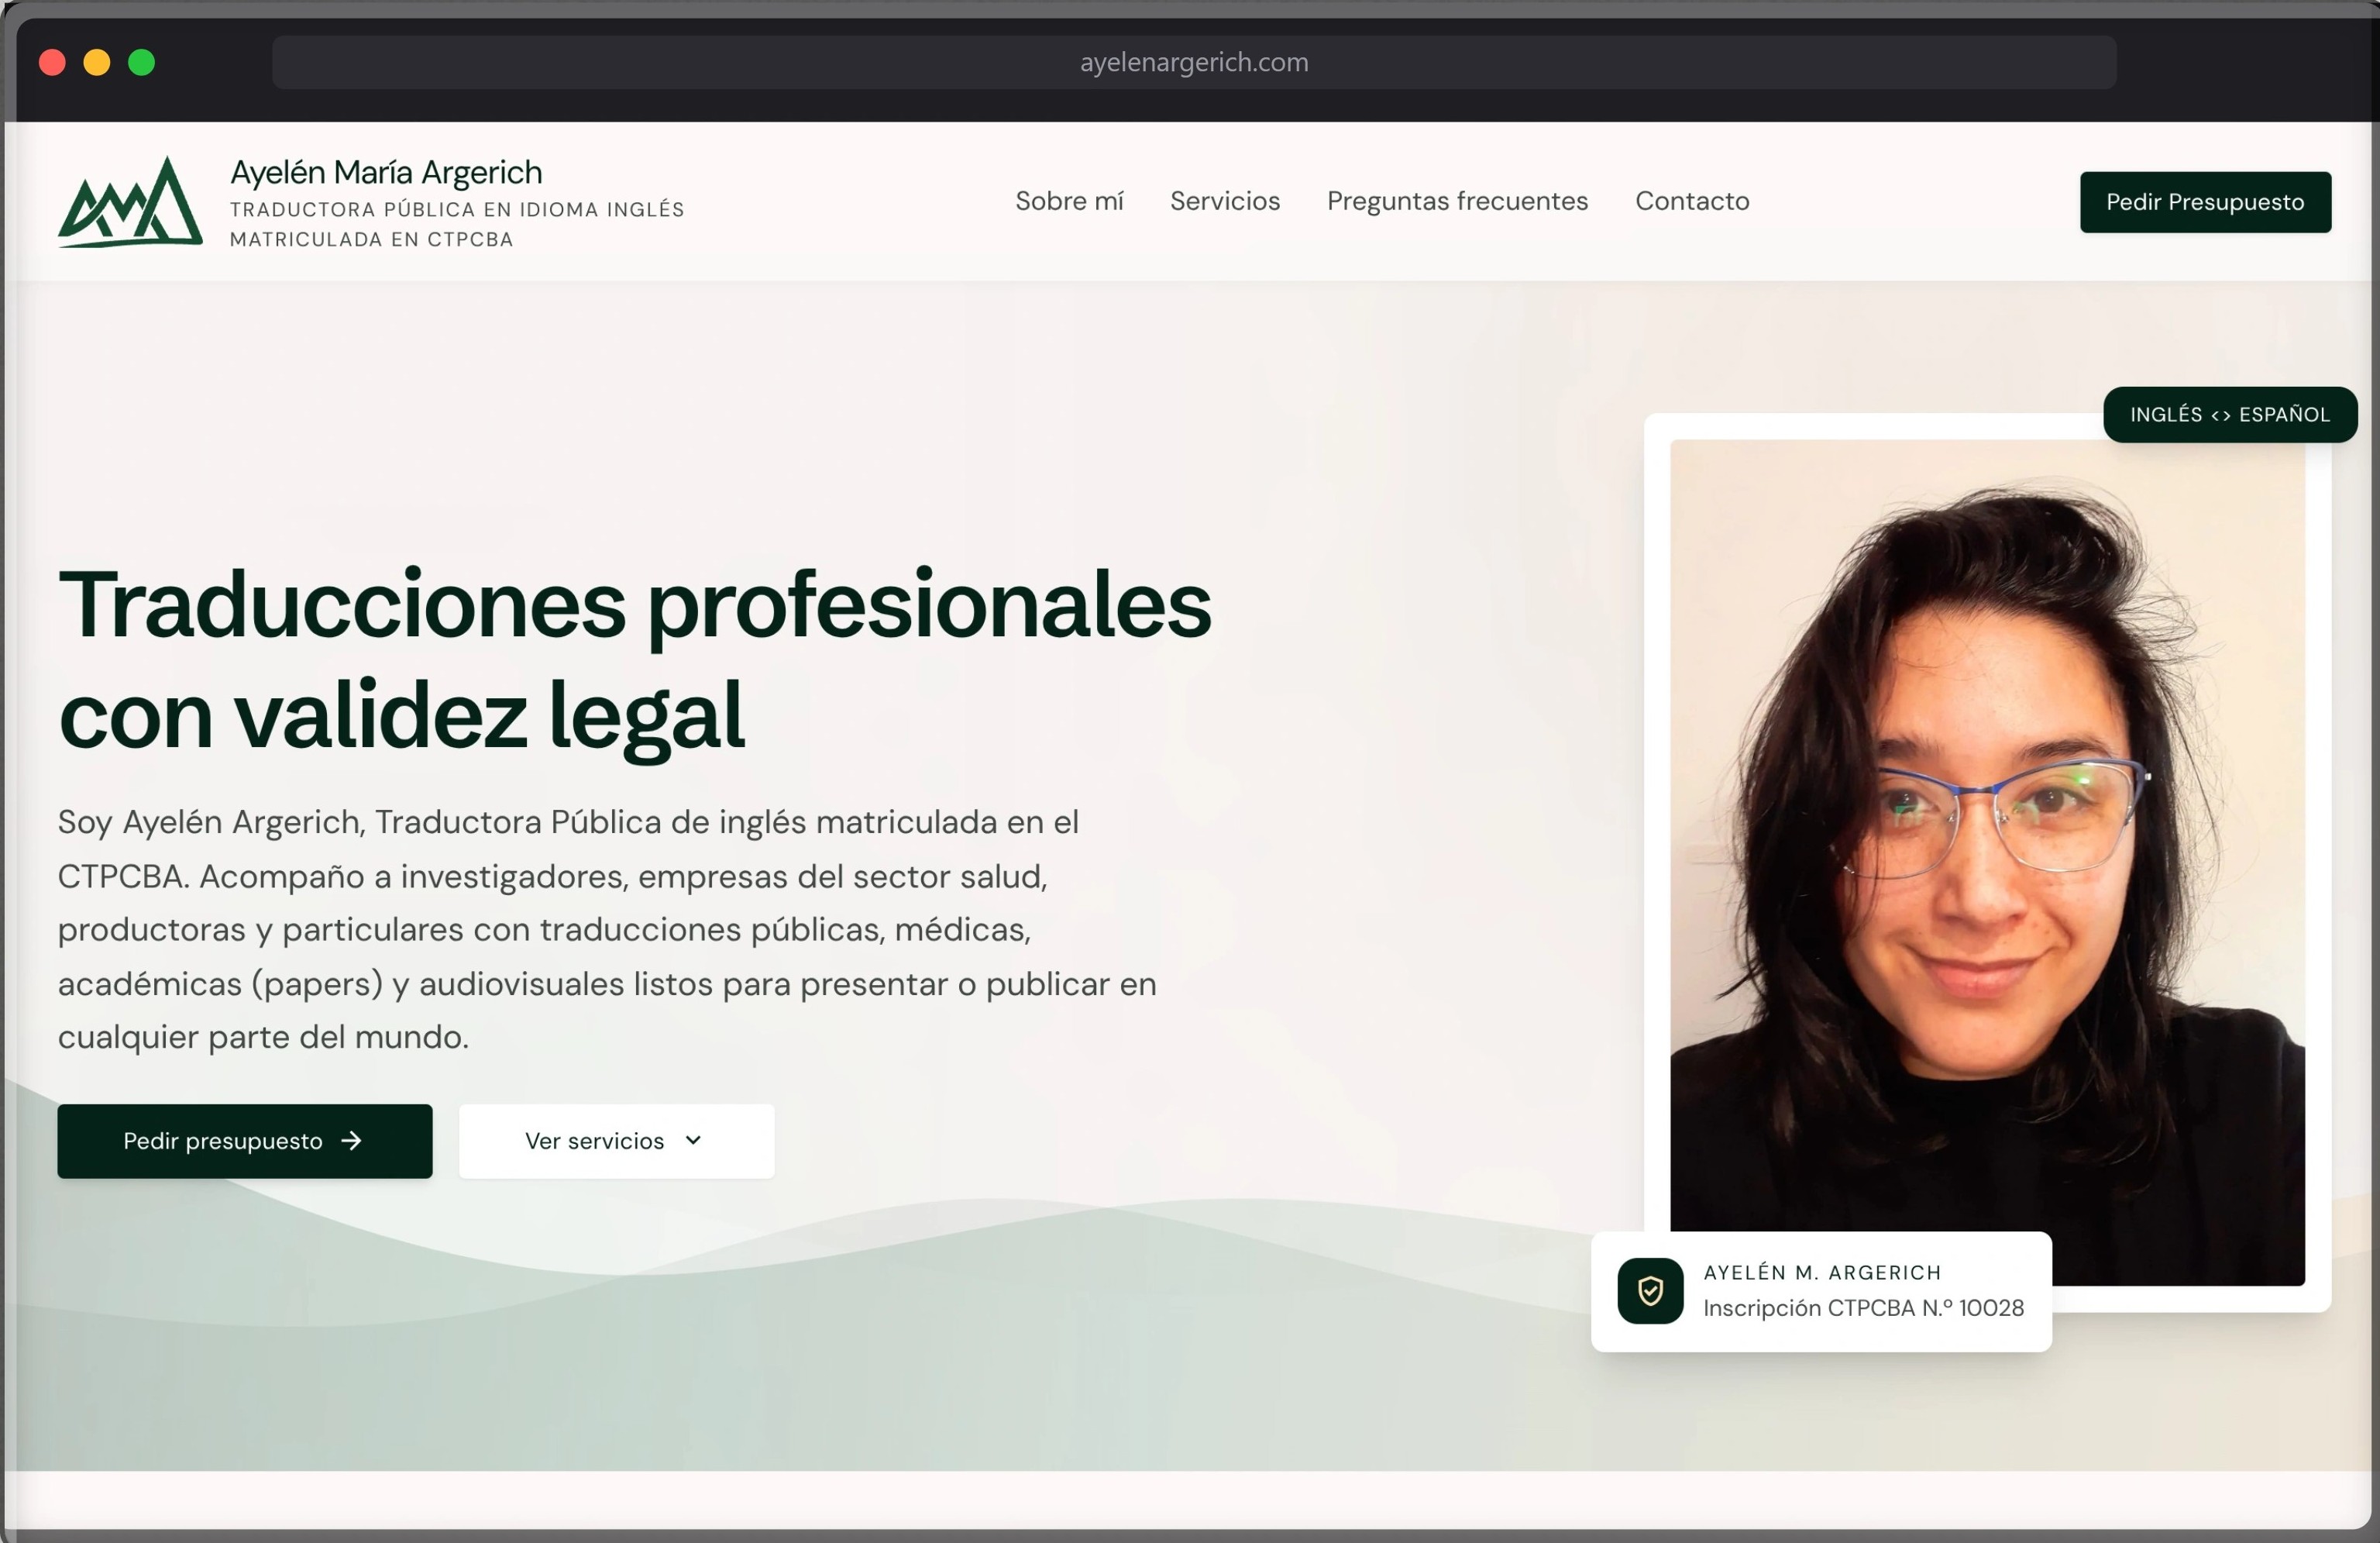 ayelenargerich.com
AMA
Ayelén María Argerich
TRADUCTORA PÚBLICA EN IDIOMA INGLÉS
MATRICULADA EN CTPCBA
Sobre mí
Servicios
Preguntas frecuentes
Contacto
Pedir Presupuesto
INGLÉS <> ESPAÑOL
Traducciones profesionales
con validez legal
Soy Ayelén Argerich, Traductora Pública de inglés matriculada en el
CTPCBA. Acompaño a investigadores, empresas del sector salud,
productoras y particulares con traducciones públicas, médicas,
académicas (papers) y audiovisuales listos para presentar o publicar en
cualquier parte del mundo.
Pedir presupuesto →
Ver servicios
AYELÉN M. ARGERICH
Inscripción CTPCBA N.º 10028